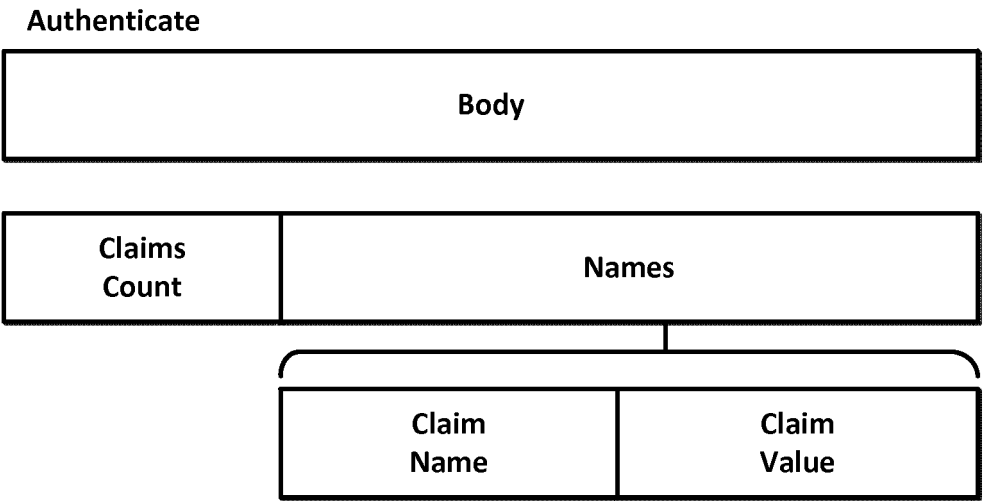 Authenticate
Body
Claims
Count
Names
Claim
Name
Claim
Value